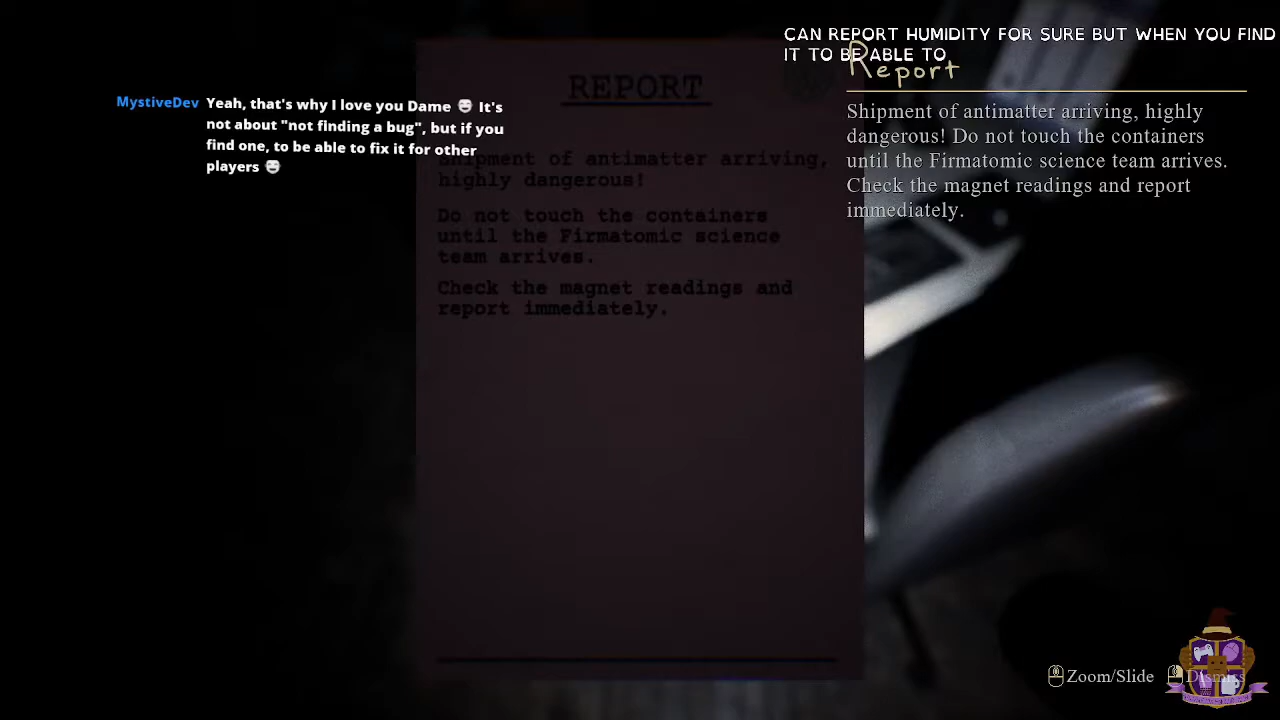 CAN REPORT HUMIDITY FOR SURE BUT WHEN YOU FIND
IT TO BE ABLE TO
Report
Shipment of antimatter arriving, highly
dangerous! Do not touch the containers
until the Firmatomic science team arrives.
Check the magnet readings and report
immediately.
MystiveDev Yeah, that's why I love you Dame 😄 It's
not about "not finding a bug", but if you
find one, to be able to fix it for other
players 😄
REPORT
Shipment of antimatter arriving,
highly dangerous!
Do not touch the containers
until the Firmatomic science
team arrives.
Check the magnet readings and
report immediately.
Zoom/Slide Dismiss